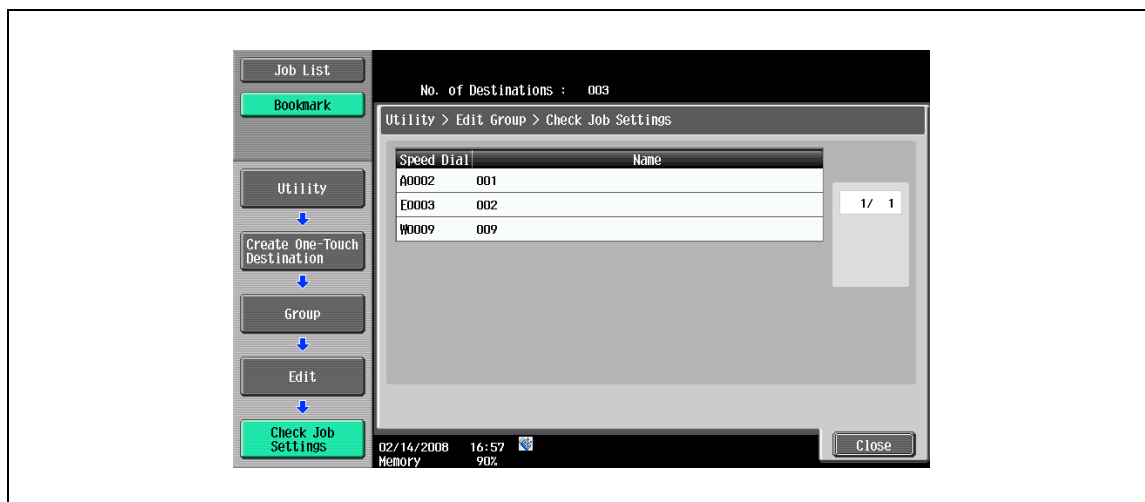 Job List
Bookmark
No. of Destinations : 003
Utility > Edit Group > Check Job Settings
Speed Dial Name
A0002 001
E0003 002
W0009 009
1/ 1
Utility
Create One-Touch
Destination
Group
Edit
Check Job
Settings
02/14/2008 16:57
Memory 90%
Close